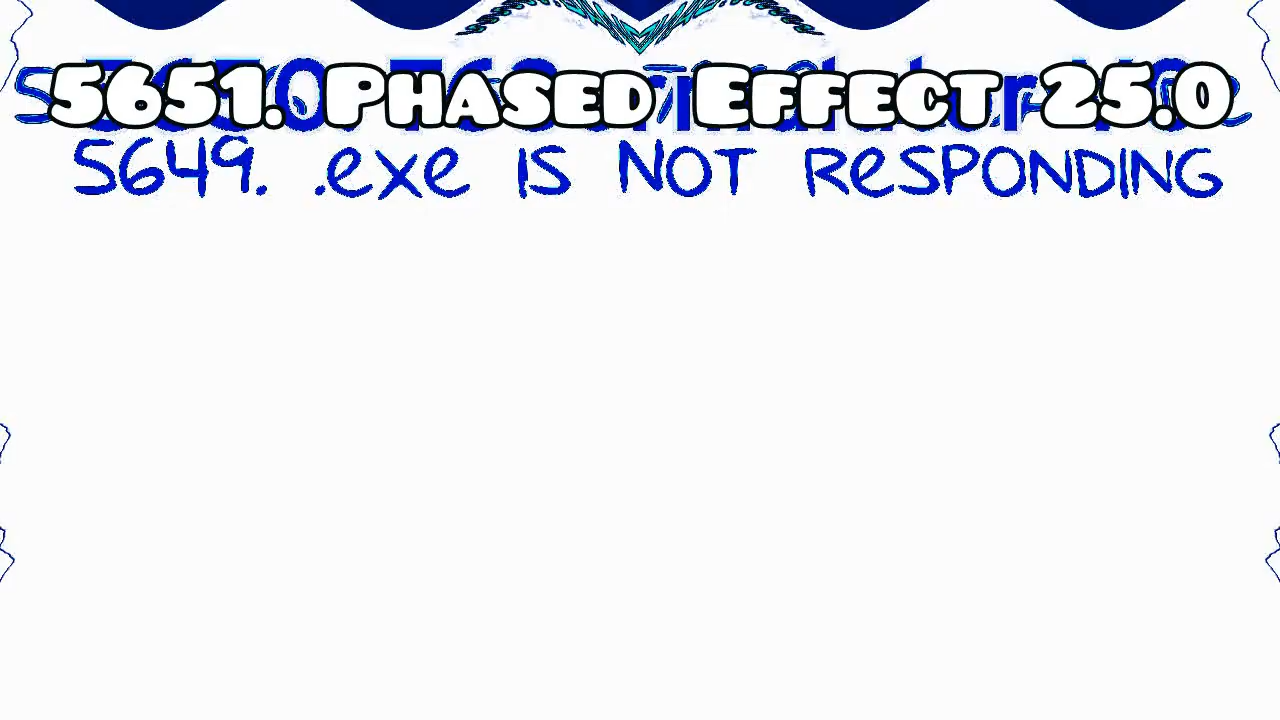 5651. Phased Effect 25.0
5649. .exe IS NOT RESPONDING